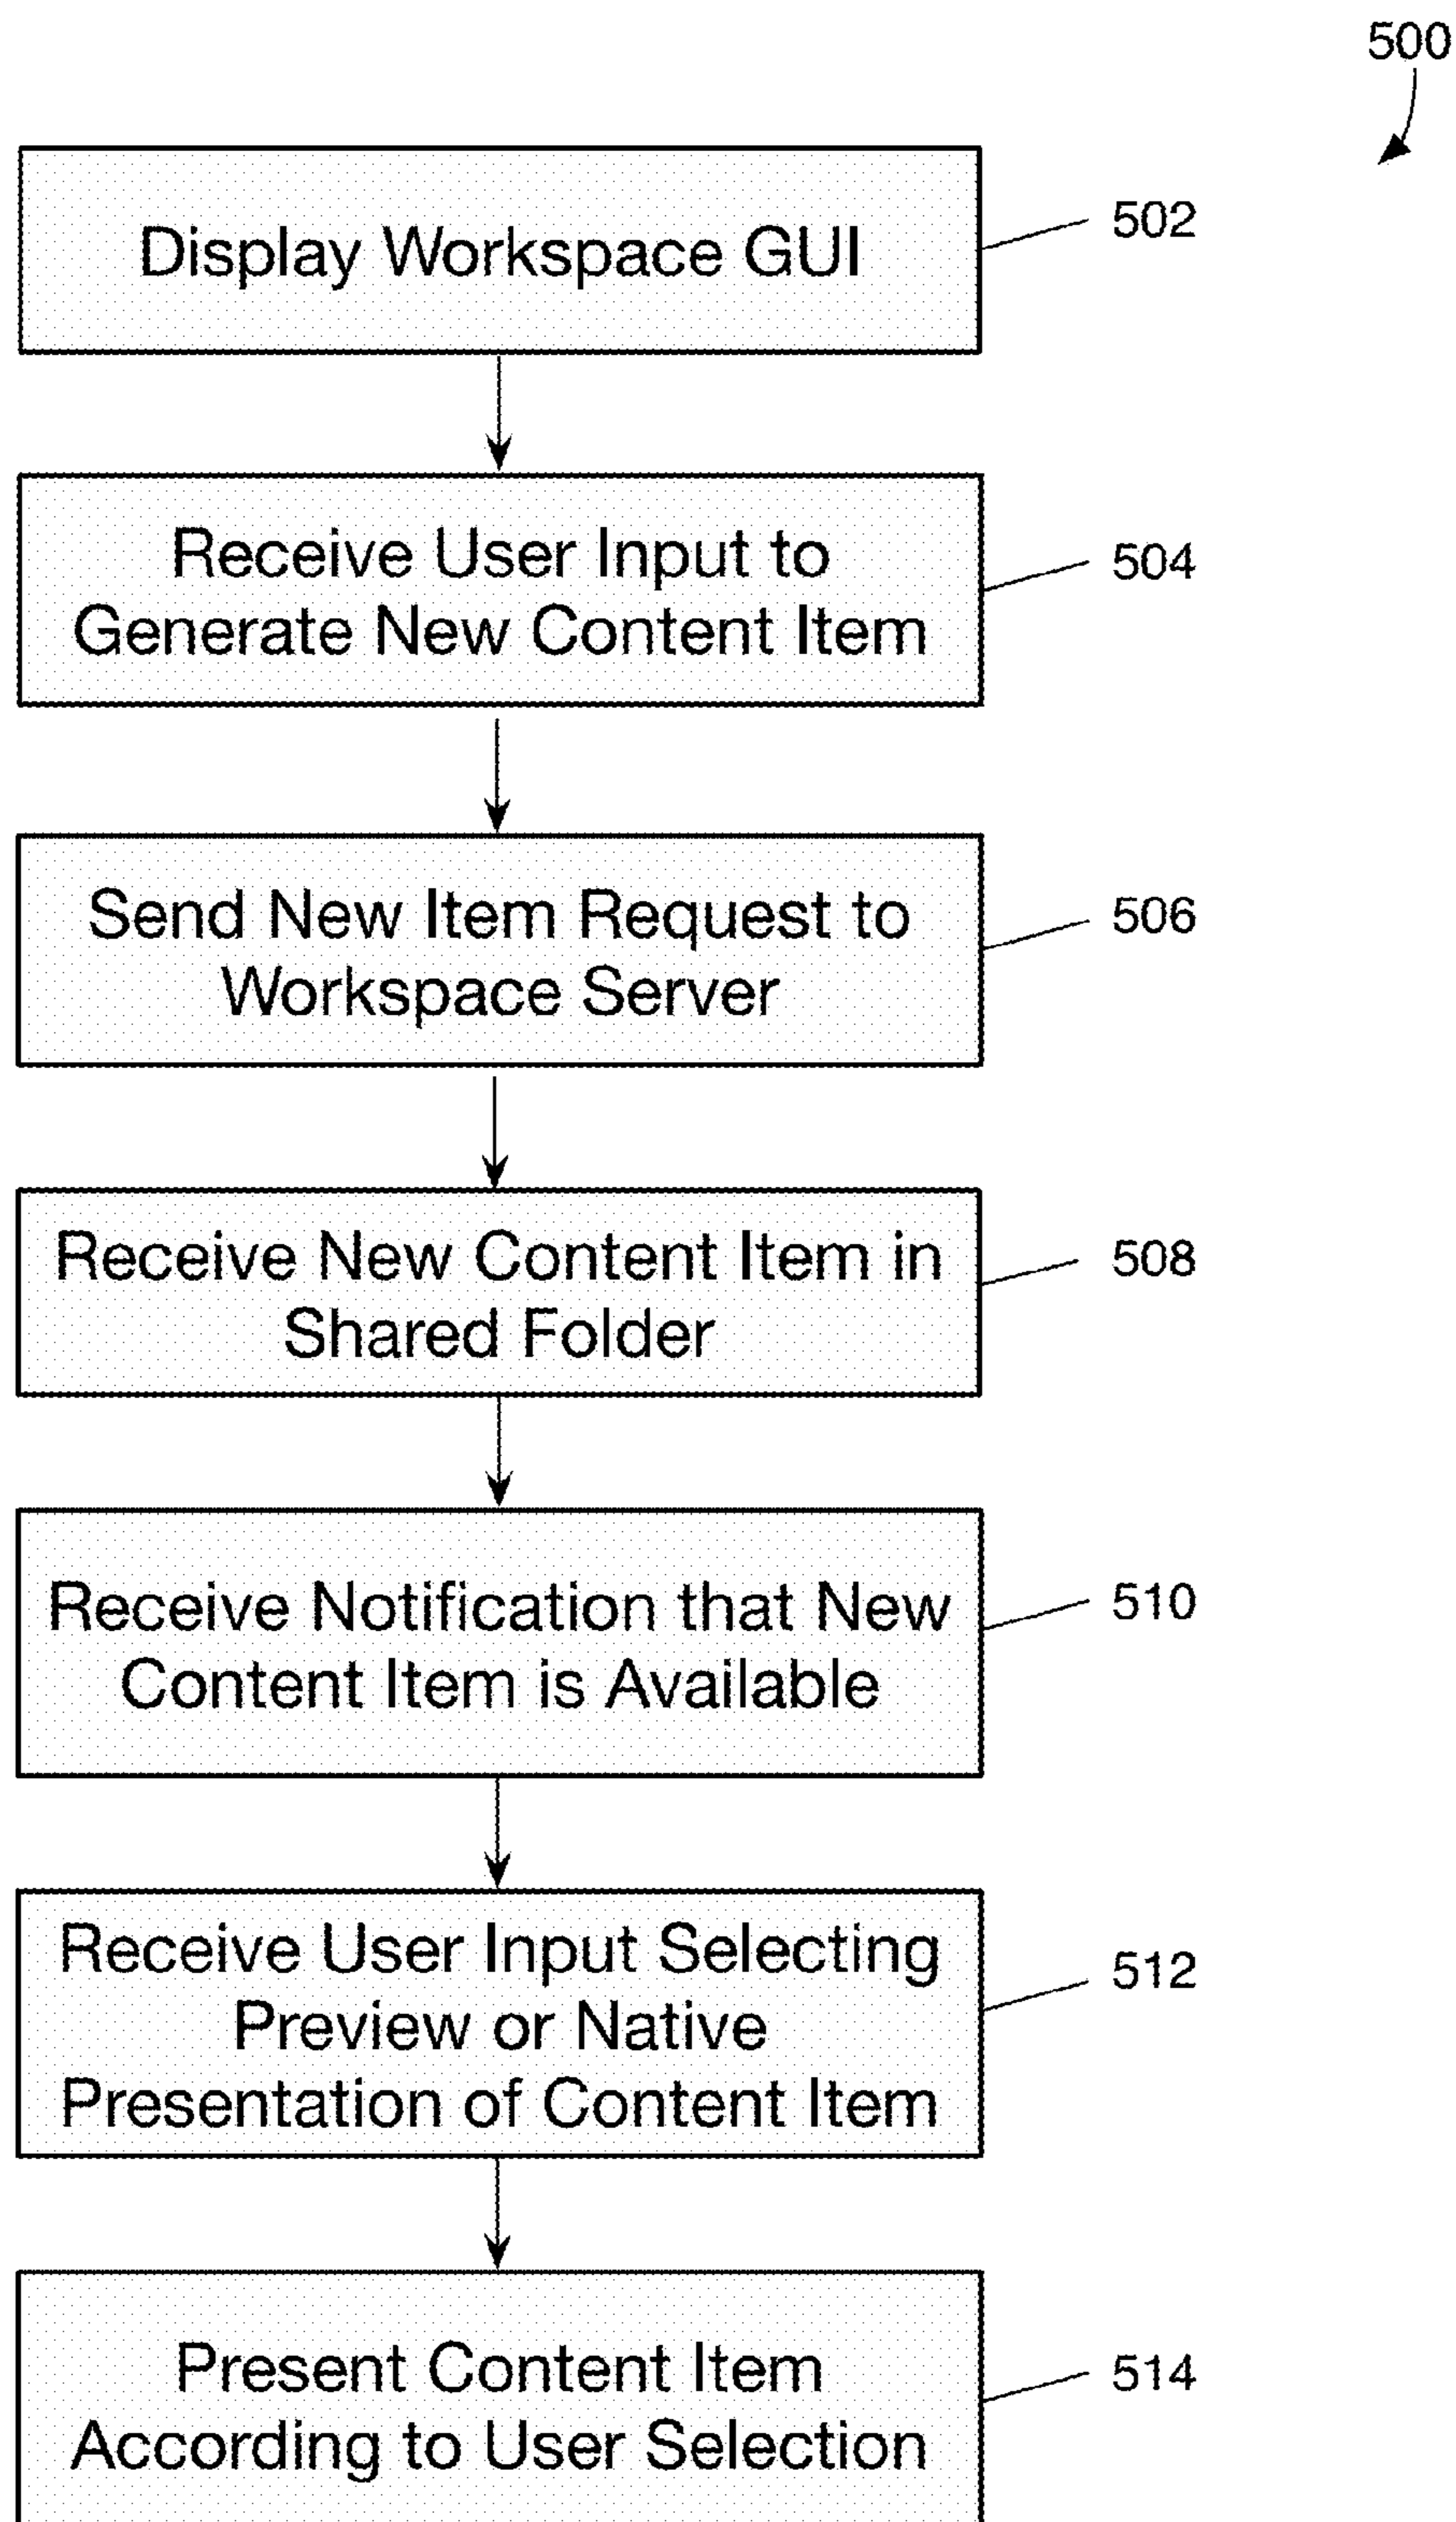 500
Display Workspace GUI
502
Receive User Input to
Generate New Content Item
504
Send New Item Request to
Workspace Server
506
Receive New Content Item in
Shared Folder
508
Receive Notification that New
Content Item is Available
510
Receive User Input Selecting
Preview or Native
Presentation of Content Item
512
Present Content Item
According to User Selection
514